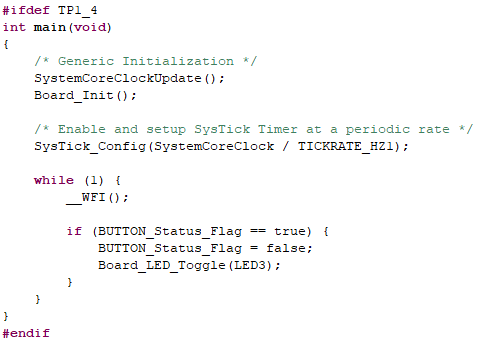 #ifdef TP1_4
int main(void)
{
    /* Generic Initialization */
    SystemCoreClockUpdate();
    Board_Init();

    /* Enable and setup SysTick Timer at a periodic rate */
    SysTick_Config(SystemCoreClock / TICKRATE_HZ1);

    while (1) {
        __WFI();

        if (BUTTON_Status_Flag == true) {
            BUTTON_Status_Flag = false;
            Board_LED_Toggle(LED3);
        }
    }
}
#endif